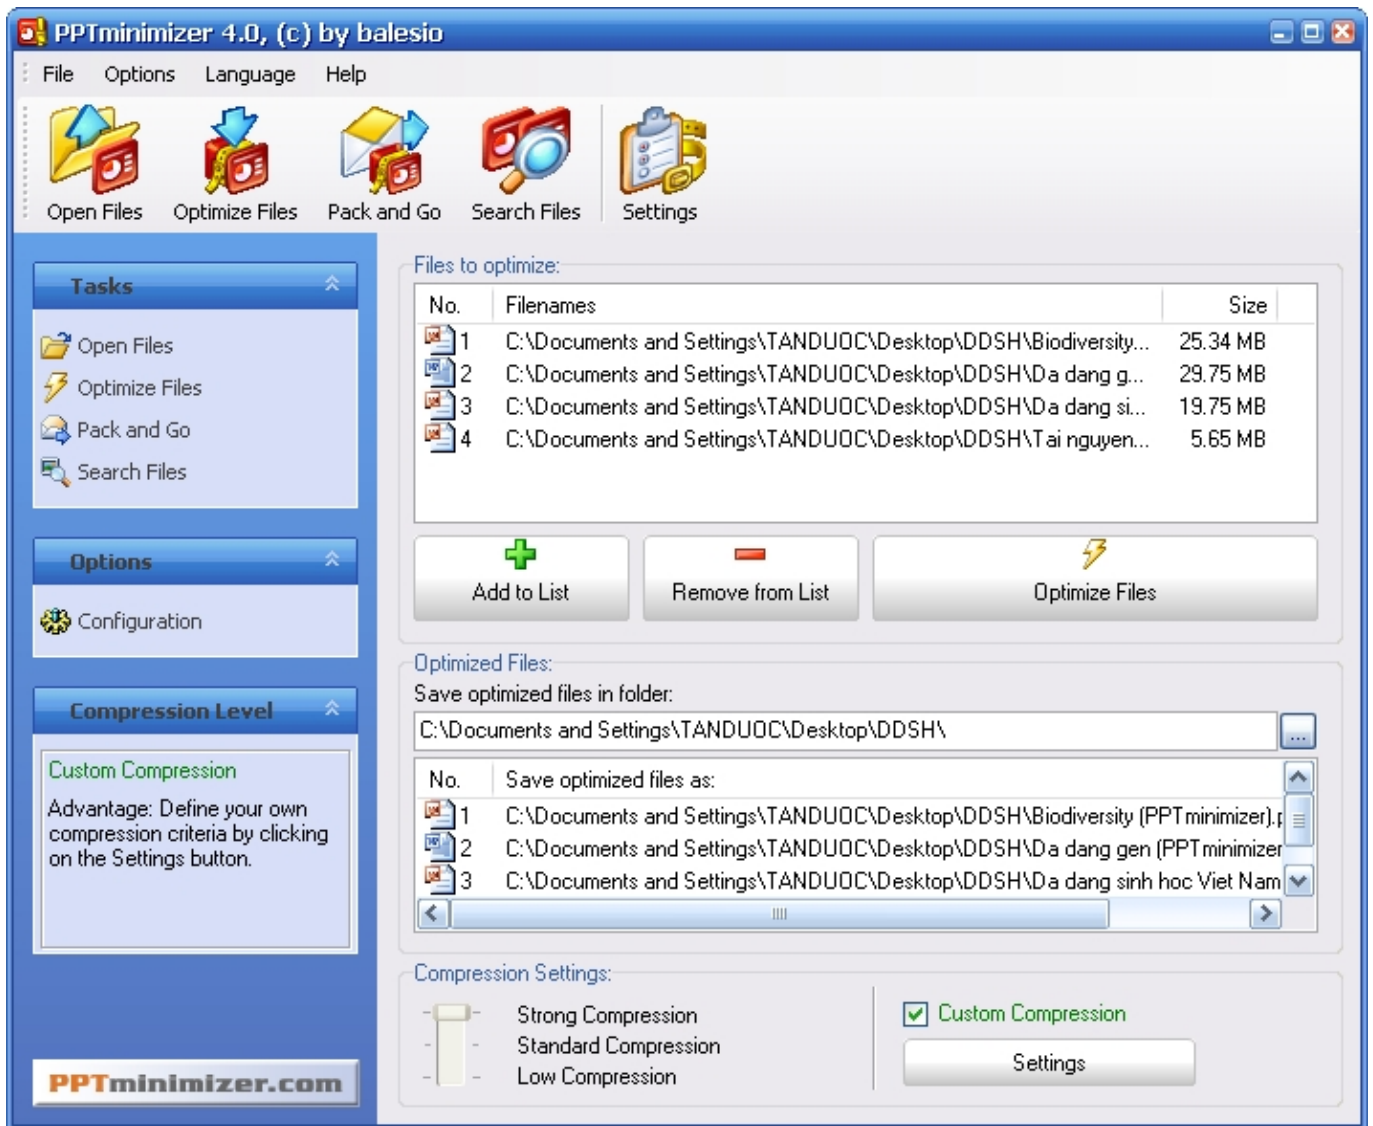 PPTminimizer 4.0, (c) by balesio
File Options Language Help
Open Files Optimize Files Pack and Go Search Files Settings
Tasks
Open Files
Optimize Files
Pack and Go
Search Files
Options
Configuration
Compression Level
Custom Compression
Advantage: Define your own
compression criteria by clicking
on the Settings button.
PPTminimizer.com
Files to optimize:
No. Filenames Size
1 C:\Documents and Settings\TANDUOC\Desktop\DDSH\Biodiversity... 25.34 MB
2 C:\Documents and Settings\TANDUOC\Desktop\DDSH\Da dang g... 29.75 MB
3 C:\Documents and Settings\TANDUOC\Desktop\DDSH\Da dang si... 19.75 MB
4 C:\Documents and Settings\TANDUOC\Desktop\DDSH\Tai nguyen... 5.65 MB
Add to List Remove from List Optimize Files
Optimized Files:
Save optimized files in folder:
C:\Documents and Settings\TANDUOC\Desktop\DDSH\ ...
No. Save optimized files as:
1 C:\Documents and Settings\TANDUOC\Desktop\DDSH\Biodiversity (PPTminimizer).p
2 C:\Documents and Settings\TANDUOC\Desktop\DDSH\Da dang gen (PPTminimizer
3 C:\Documents and Settings\TANDUOC\Desktop\DDSH\Da dang sinh hoc Viet Nam
Compression Settings:
Strong Compression
Standard Compression
Low Compression
Custom Compression
Settings